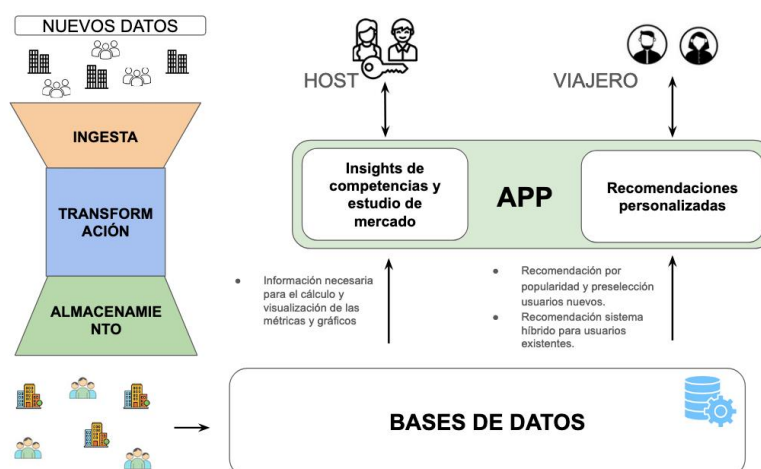 NUEVOS DATOS
INGESTA
TRANSFORM
ACIÓN
ALMACENAMIE
NTO
HOST
VIAJERO
Insights de
competencias y
estudio de
mercado
APP
Recomendaciones
personalizadas
● Información necesaria
para el cálculo y
visualización de las
métricas y gráficos
● Recomendación por
popularidad y preselección
usuarios nuevos.
● Recomendación sistema
híbrido para usuarios
existentes.
BASES DE DATOS